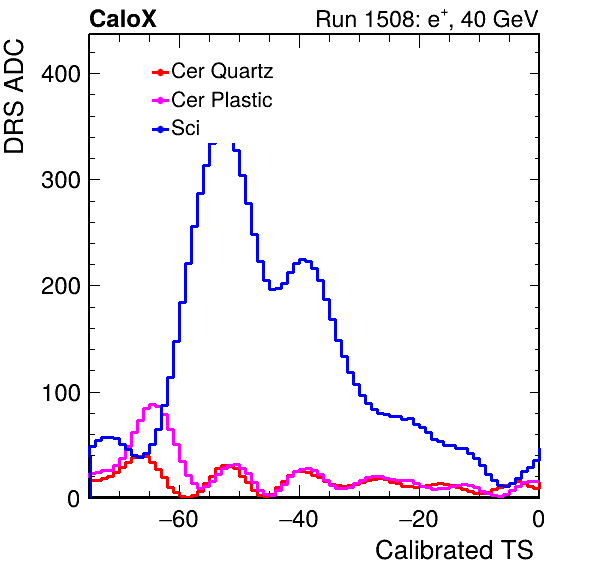 CaloX Run 1508: e⁺, 40 GeV
DRS ADC
Cer Quartz
Cer Plastic
Sci
400
300
200
100
0
−60 −40 −20 0
Calibrated TS